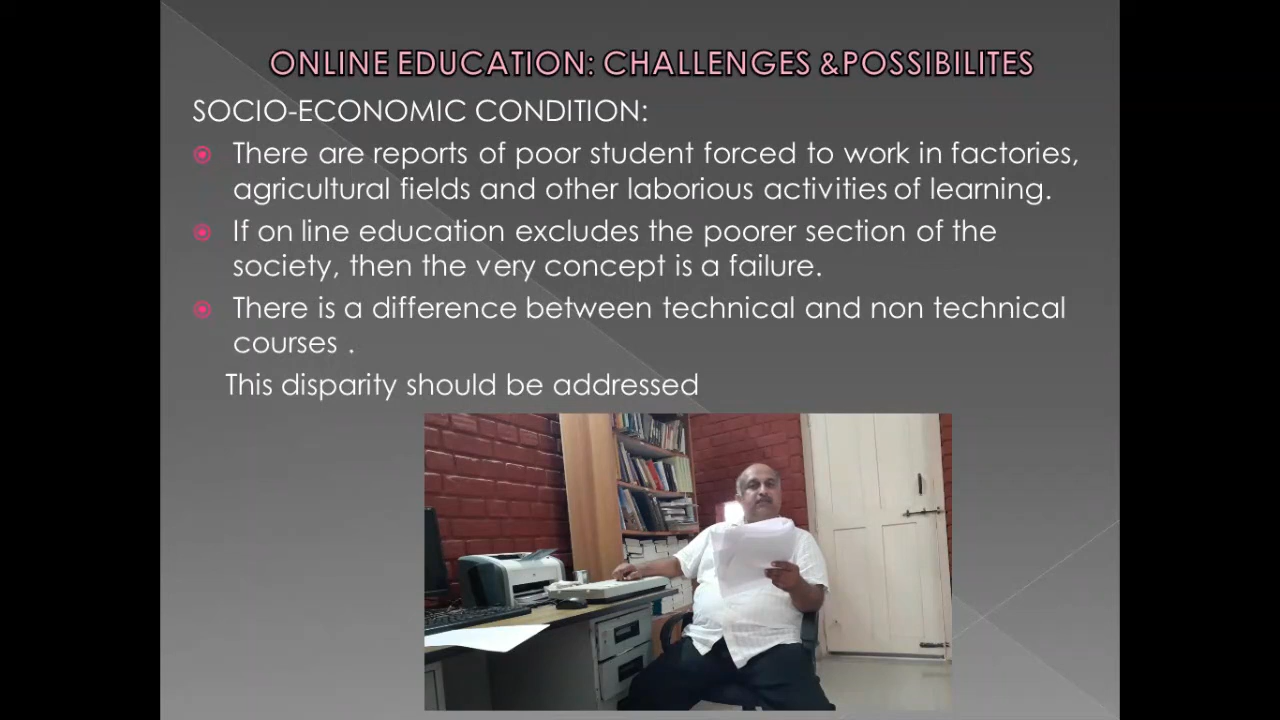 ONLINE EDUCATION: CHALLENGES &POSSIBILITES
SOCIO-ECONOMIC CONDITION:
There are reports of poor student forced to work in factories,
agricultural fields and other laborious activities of learning.
If on line education excludes the poorer section of the
society, then the very concept is a failure.
There is a difference between technical and non technical
courses .
This disparity should be addressed